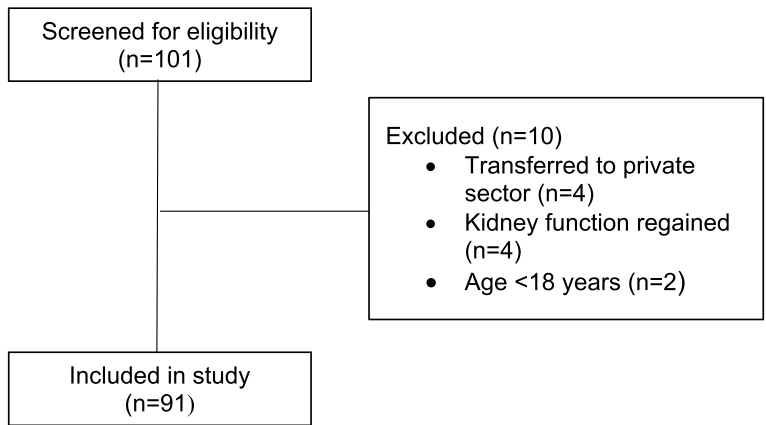 Screened for eligibility
(n=101)
Excluded (n=10)
• Transferred to private
sector (n=4)
• Kidney function regained
(n=4)
• Age <18 years (n=2)
Included in study
(n=91)